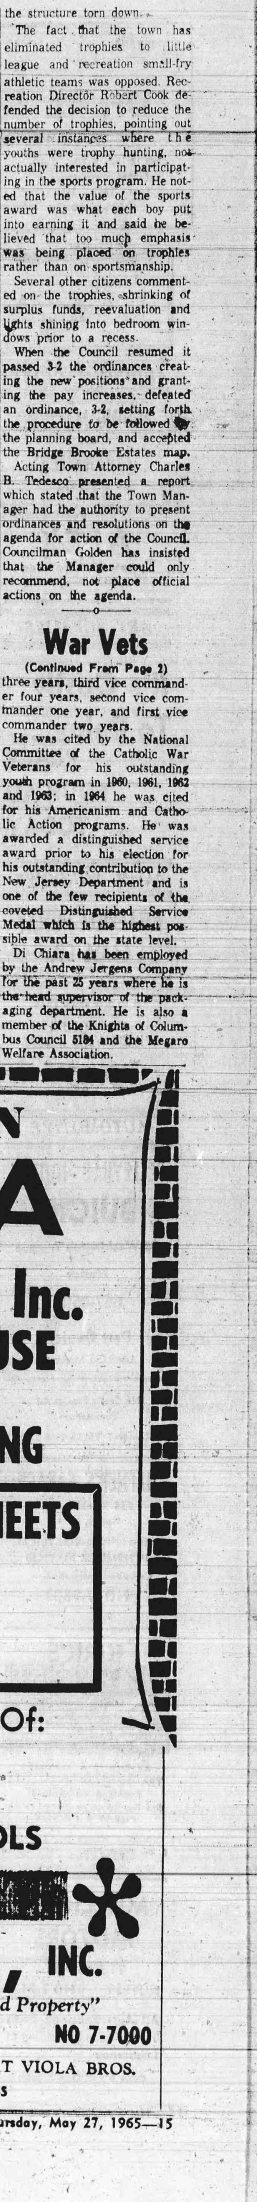 the structure torn down.
The fact that the town has
eliminated trophies to little
league and recreation small-fry
athletic teams was opposed. Rec-
reation Director Robert Cook de-
fended the decision to reduce the
number of trophies, pointing out
several instances where the
youths were trophy hunting, not
actually interested in participat-
ing in the sports program. He not-
ed that the value of the sports
award was what each boy put
into earning it and said he be-
lieved that too much emphasis
was being placed on trophies
rather than on sportsmanship.
Several other citizens comment-
ed on the trophies, shrinking of
surplus funds, reevaluation and
lights shining into bedroom win-
dows prior to a recess.
When the Council resumed it
passed 3-2 the ordinances creat-
ing the new positions and grant-
ing the pay increases, defeated
an ordinance, 3-2, setting forth
the procedure to be followed by
the planning board, and accepted
the Bridge Brooke Estates map.
Acting Town Attorney Charles
B. Tedesco presented a report
which stated that the Town Man-
ager had the authority to present
ordinances and resolutions on the
agenda for action of the Council.
Councilman Golden has insisted
that the Manager could only
recommend, not place official
actions on the agenda.
War Vets
(Continued From Page 2)
three years, third vice command-
er four years, second vice com-
mander one year, and first vice
commander two years.
He was cited by the National
Committee of the Catholic War
Veterans for his outstanding
youth program in 1960, 1961, 1962
and 1963; in 1964 he was cited
for his Americanism and Catho-
lic Action programs. He was
awarded a distinguished service
award prior to his election for
his outstanding contribution to the
New Jersey Department and is
one of the few recipients of the
coveted Distinguished Service
Medal which is the highest pos-
sible award on the state level.
Di Chiara has been employed
by the Andrew Jergens Company
for the past 25 years where he is
the head supervisor of the pack-
aging department. He is also a
member of the Knights of Colum-
bus Council 5184 and the Megaro
Welfare Association.
N
A
Inc.
USE
NG
HEETS
Of:
OLS
, INC.
d Property"
NO 7-7000
T VIOLA BROS.
S
ursday, May 27, 1965—15